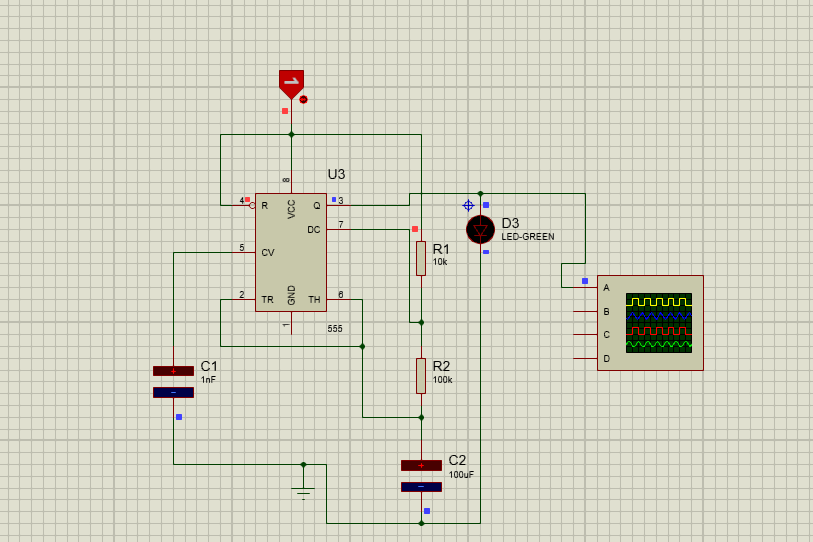 1
8
U3
4
R
VCC
Q
3
DC
7
5
CV
D3
LED-GREEN
R1
10k
A
2
TR
GND
TH
6
B
1
555
C
D
C1
1nF
R2
100k
C2
100uF